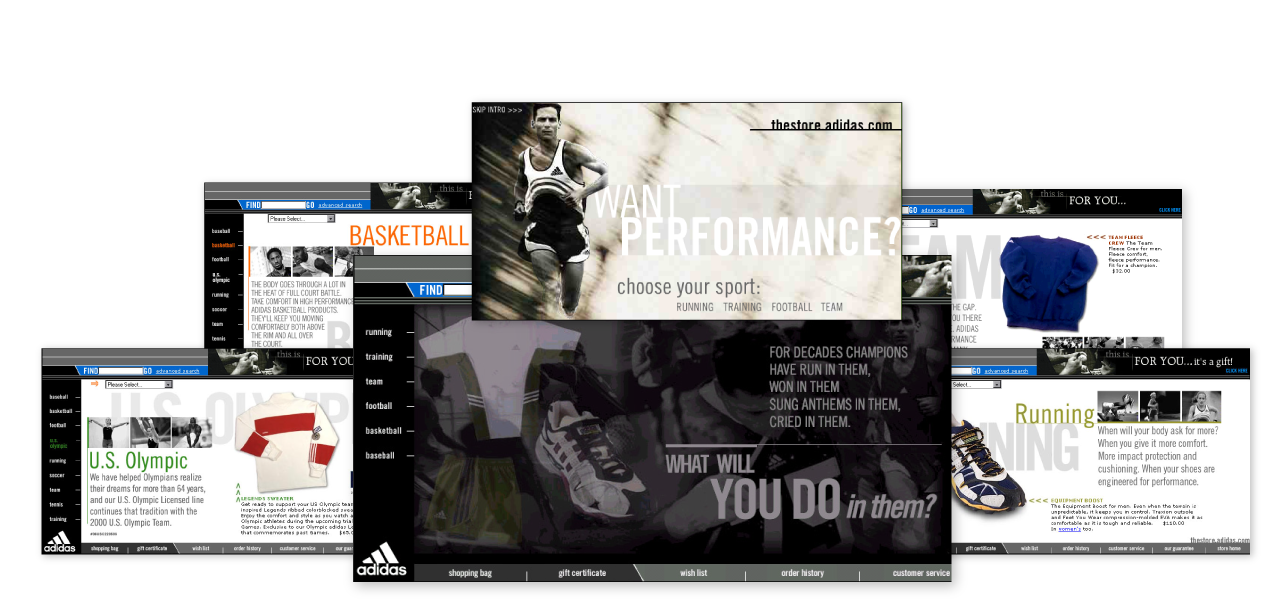 SKIP INTRO >>>
thestore.adidas.com
WANT
PERFORMANCE?
choose your sport:
RUNNING TRAINING FOOTBALL TEAM
this is
FIND GO advanced search
Please Select...
baseball
basketball
football
U.S.
olympic
running
soccer
team
tennis
BASKETBALL
THE BODY GOES THROUGH A LOT IN
THE HEAT OF FULL COURT BATTLE.
TAKE COMFORT IN HIGH PERFORMANCE
ADIDAS BASKETBALL PRODUCTS.
THEY'LL KEEP YOU MOVING
COMFORTABLY BOTH ABOVE
THE RIM AND ALL OVER
THE COURT.
this is
FOR YOU...
CLICK HERE
GO advanced search
TEAM
<<< TEAM FLEECE
CREW The Team
Fleece Crew for men.
Fleece comfort,
fleece performance.
Fit for a champion.
$32.00
THE GAP.
YOU THERE
ADIDAS
FIND
running
training
team
football
basketball
baseball
FOR DECADES CHAMPIONS
HAVE RUN IN THEM,
WON IN THEM
SUNG ANTHEMS IN THEM,
CRIED IN THEM.
WHAT WILL
YOU DO in them?
adidas
shopping bag gift certificate wish list order history customer service
this is
FOR YOU
FIND GO advanced search
Please Select...
baseball
basketball
football
U.S.
olympic
running
soccer
team
tennis
training
U.S. OLYMP
U.S. Olympic
We have helped Olympians realize
their dreams for more than 64 years,
and our U.S. Olympic Licensed line
continues that tradition with the
2000 U.S. Olympic Team.
LEGENDS SWEATER
Get ready to support your US Olympic team
inspired Legends ribbed colorblocked swea
Enjoy the comfort and style as you watch a
Olympic athletes during the upcoming trial
Games. Exclusive to our Olympic adidas L
that commemorates past Games.
adidas
shopping bag gift certificate wish list order history customer service our gua
this is
FOR YOU...it's a gift!
CLICK HERE
GO advanced search
Select...
Running
NING
When will your body ask for more?
When you give it more comfort.
More impact protection and
cushioning. When your shoes are
engineered for performance.
<<< EQUIPMENT BOOST
The Equipment Boost for men. Even when the terrain is
unpredictable, it keeps you in control. Traxion outsole
and Feet You Wear compression-molded EVA makes it as
comfortable as it is tough and reliable. $110.00
In women's too.
thestore.adidas.com
gift certificate wish list order history customer service our guarantee store home